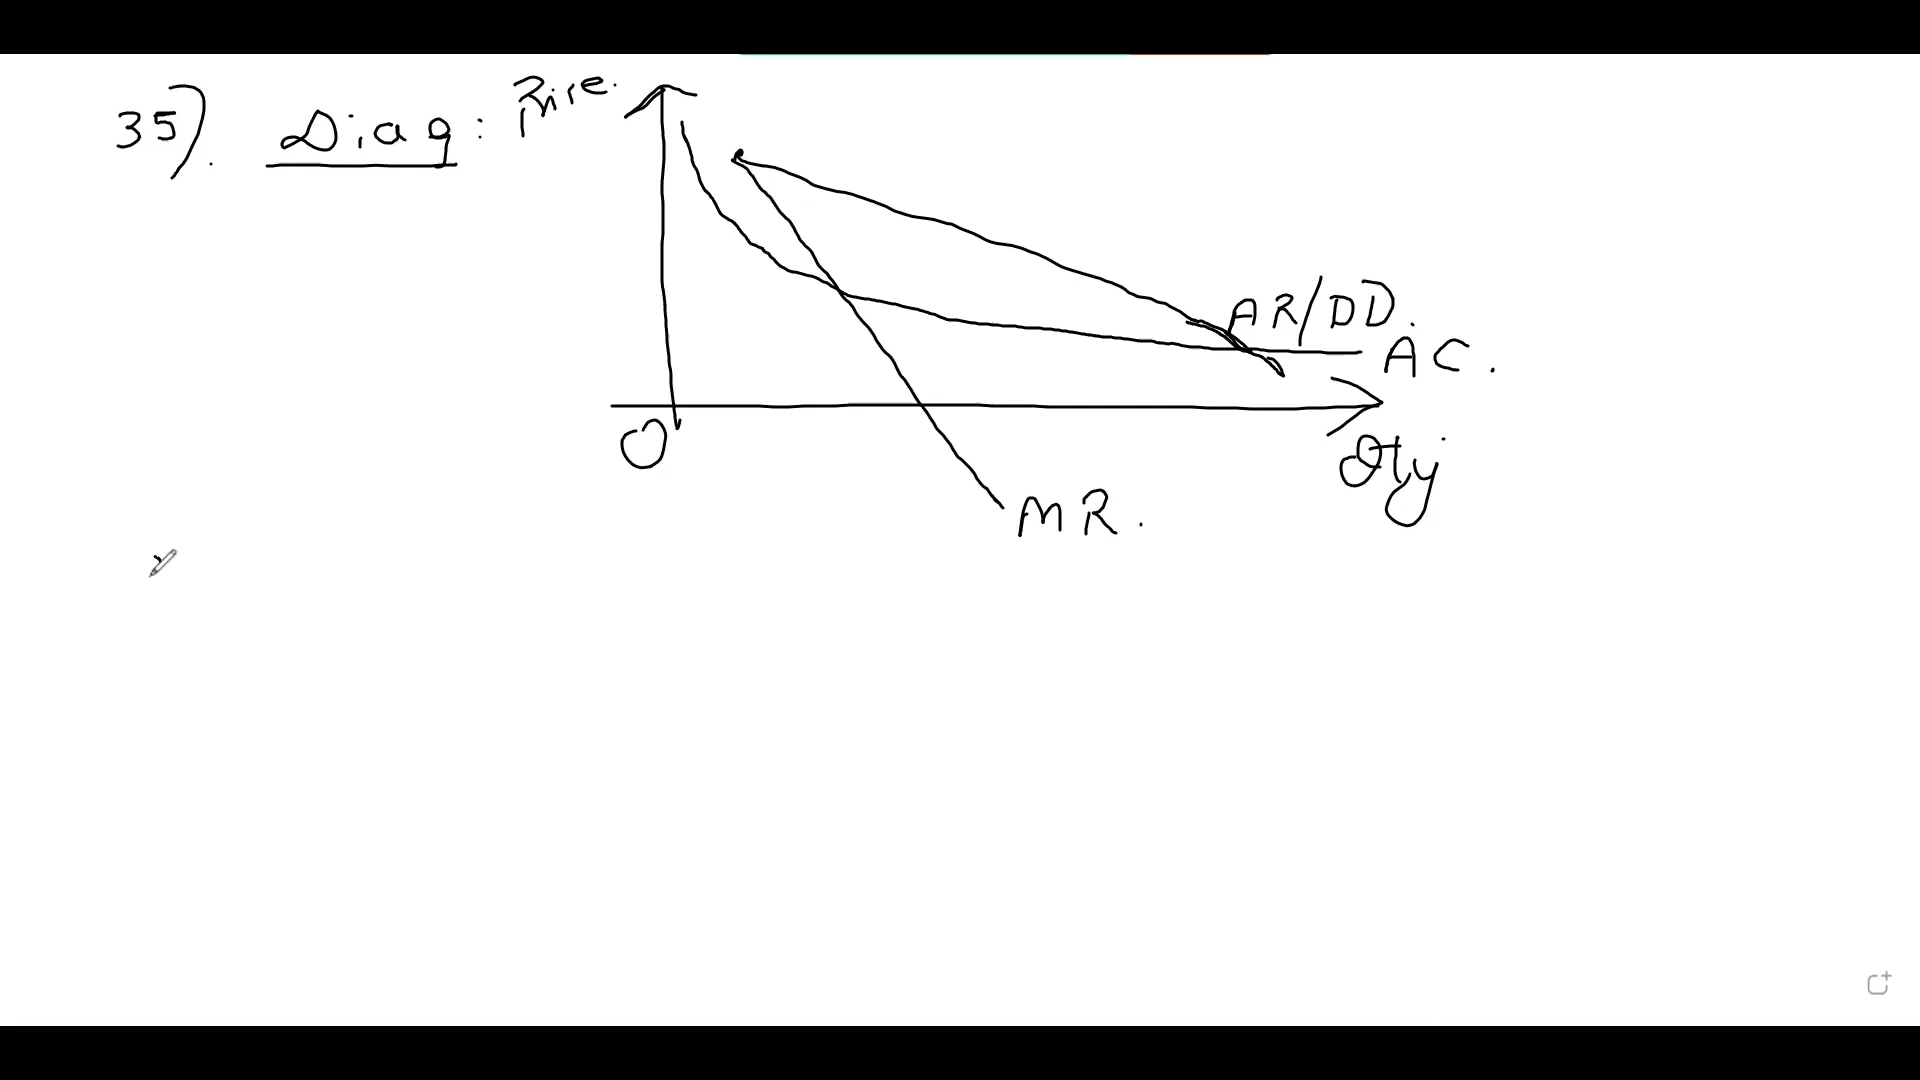 35). Diag: Price.
AR/DD.
AC.
O
Qty
MR.